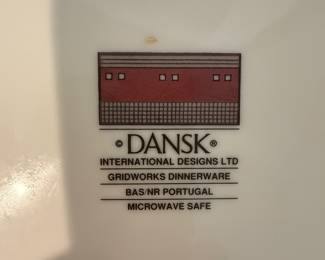 © DANSK®
INTERNATIONAL DESIGNS LTD
GRIDWORKS DINNERWARE
BAS/NR PORTUGAL
MICROWAVE SAFE